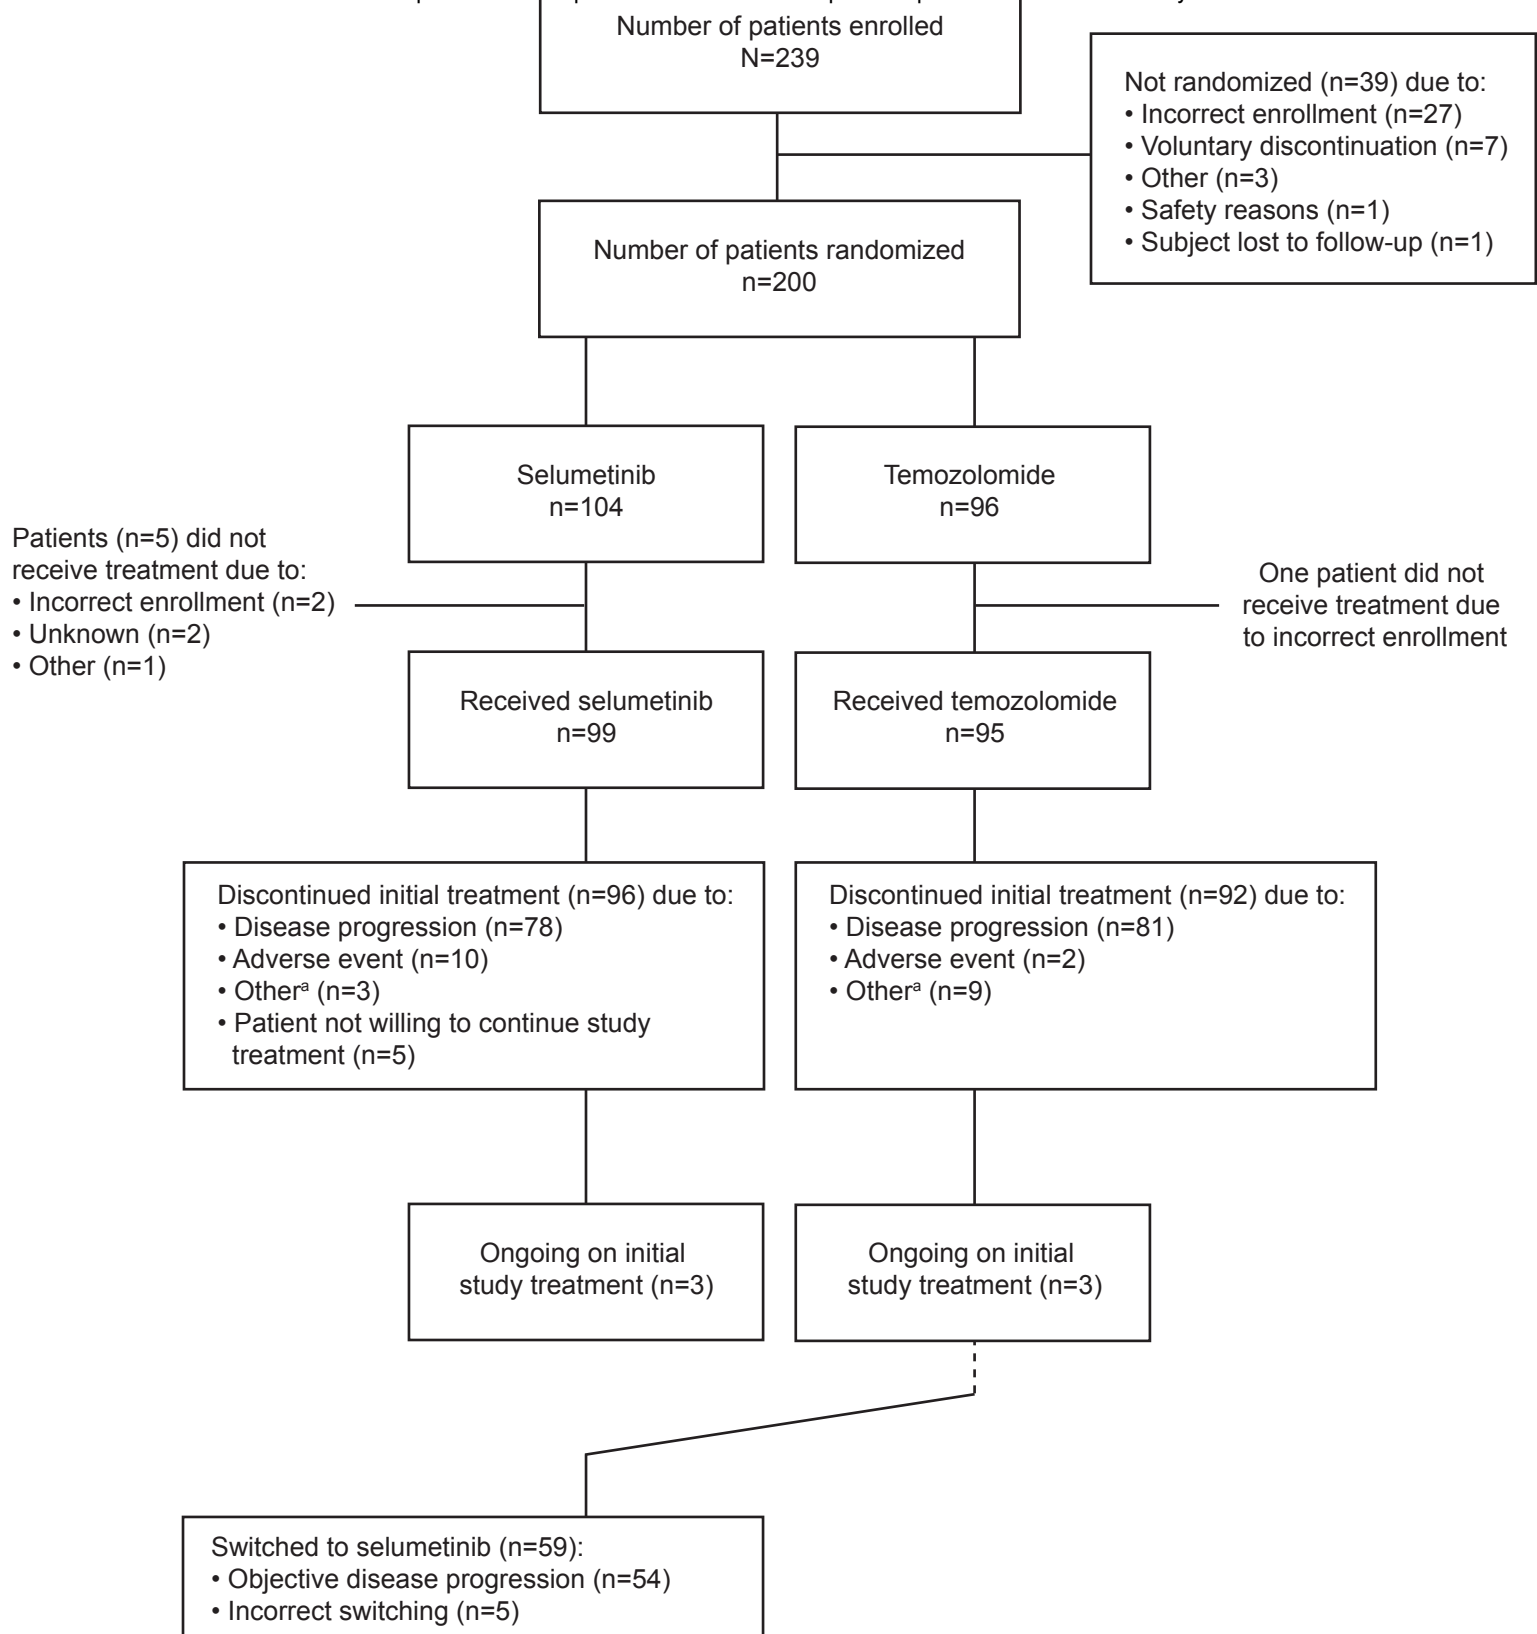 Number of patients enrolled
N=239
Not randomized (n=39) due to:
• Incorrect enrollment (n=27)
• Voluntary discontinuation (n=7)
• Other (n=3)
• Safety reasons (n=1)
• Subject lost to follow-up (n=1)
Number of patients randomized
n=200
Selumetinib
n=104
Temozolomide
n=96
Patients (n=5) did not
receive treatment due to:
• Incorrect enrollment (n=2)
• Unknown (n=2)
• Other (n=1)
One patient did not
receive treatment due
to incorrect enrollment
Received selumetinib
n=99
Received temozolomide
n=95
Discontinued initial treatment (n=96) due to:
• Disease progression (n=78)
• Adverse event (n=10)
• Otherᵃ (n=3)
• Patient not willing to continue study
treatment (n=5)
Discontinued initial treatment (n=92) due to:
• Disease progression (n=81)
• Adverse event (n=2)
• Otherᵃ (n=9)
Ongoing on initial
study treatment (n=3)
Ongoing on initial
study treatment (n=3)
Switched to selumetinib (n=59):
• Objective disease progression (n=54)
• Incorrect switching (n=5)